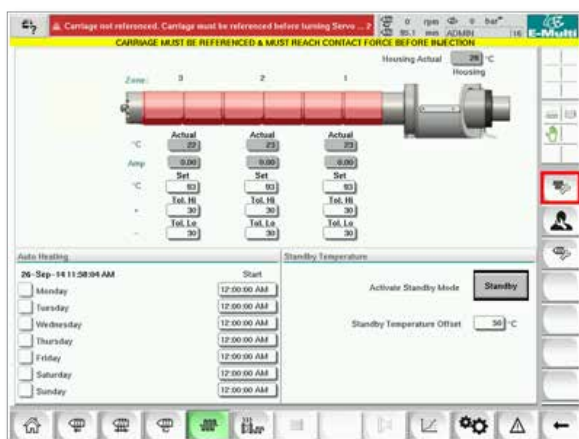 Carriage not referenced. Carriage must be referenced before turning Servo ... 2
0 rpm 0 bar
85.1 mm ADMIN 16
E-Multi
CARRIAGE MUST BE REFERENCED & MUST REACH CONTACT FORCE BEFORE INJECTION
Housing Actual 28 °C
Zone: 3 2 1 Housing
Actual Actual Actual
°C 22 23 23
Amp 0.00 0.00 0.00
Set Set Set
°C 93 93 93
Tol. Hi Tol. Hi Tol. Hi
+ 30 30 30
Tol. Lo Tol. Lo Tol. Lo
- 30 30 30
Auto Heating
26-Sep-14 11:58:04 AM Start
Monday 12:00:00 AM
Tuesday 12:00:00 AM
Wednesday 12:00:00 AM
Thursday 12:00:00 AM
Friday 12:00:00 AM
Saturday 12:00:00 AM
Sunday 12:00:00 AM
Standby Temperature
Activate Standby Mode Standby
Standby Temperature Offset 50 °C